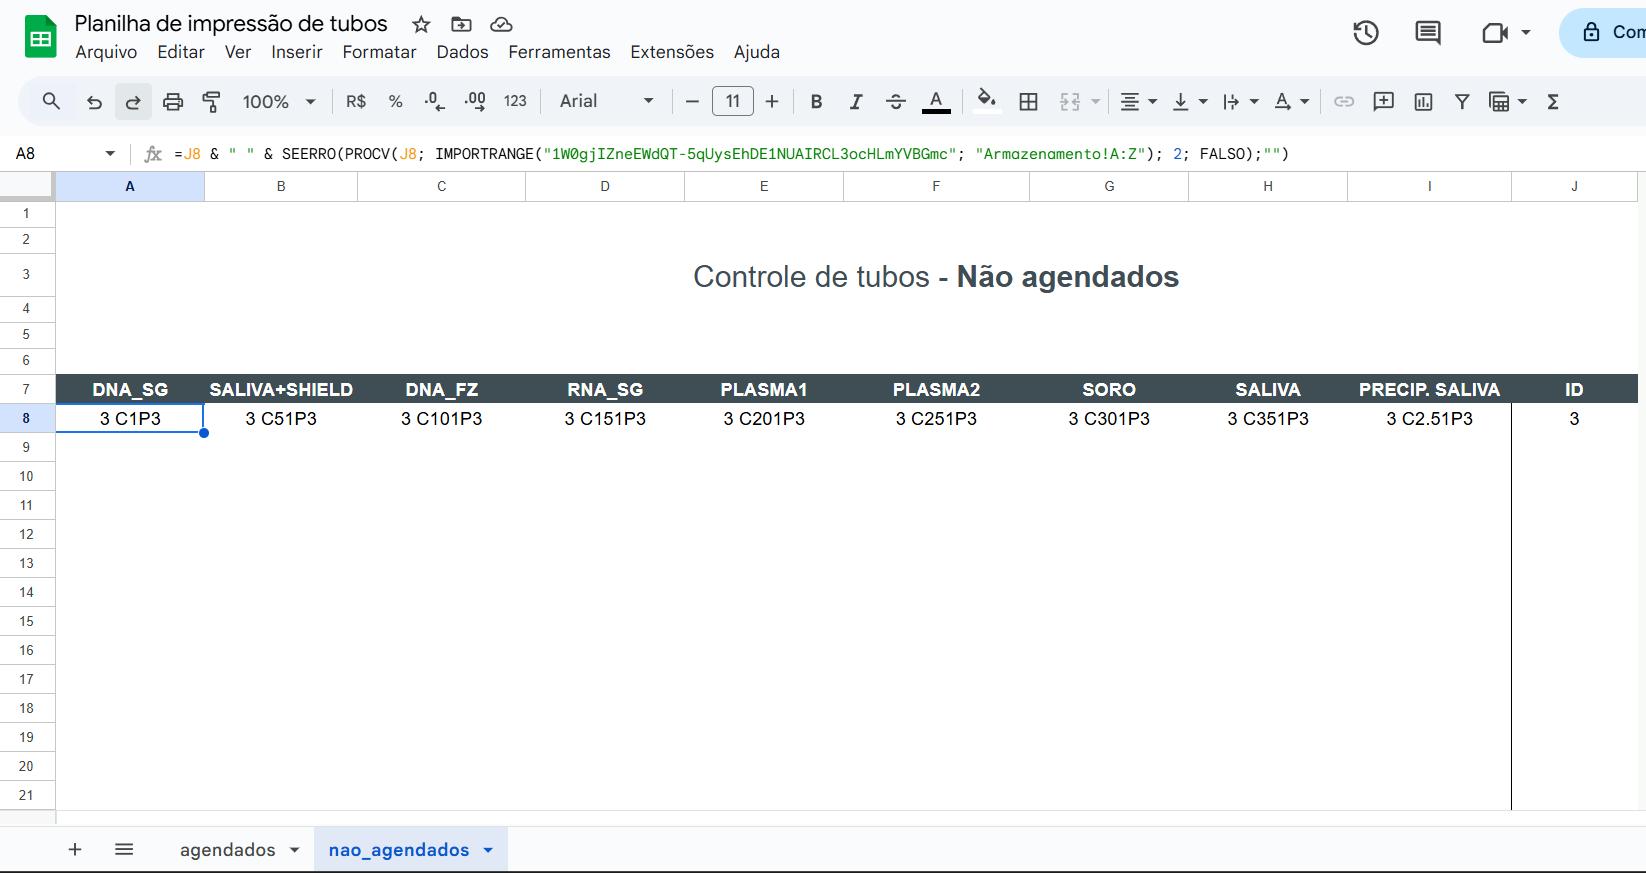 Planilha de impressão de tubos
Arquivo Editar Ver Inserir Formatar Dados Ferramentas Extensões Ajuda
Com
100% R$ % .0 .00 123 Arial 11 B I A
A8 fx =J8 & " " & SEERRO(PROCV(J8; IMPORTRANGE("1W0gjIZneEWdQT-5qUysEhDE1NUAIRCL3ocHLmYVBGmc"; "Armazenamento!A:Z"); 2; FALSO);"")
A B C D E F G H I J
1
2
3 Controle de tubos - Não agendados
4
5
6
7 DNA_SG SALIVA+SHIELD DNA_FZ RNA_SG PLASMA1 PLASMA2 SORO SALIVA PRECIP. SALIVA ID
8 3 C1P3 3 C51P3 3 C101P3 3 C151P3 3 C201P3 3 C251P3 3 C301P3 3 C351P3 3 C2.51P3 3
9
10
11
12
13
14
15
16
17
18
19
20
21
+ agendados nao_agendados